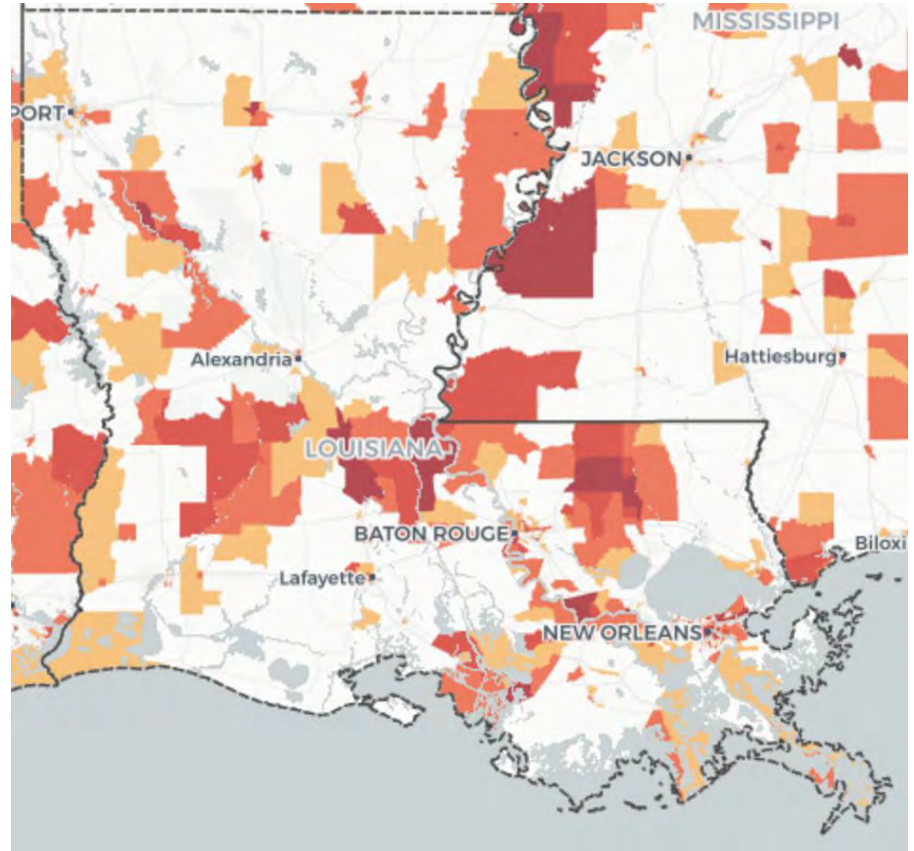 MISSISSIPPI
PORT
JACKSON
Alexandria
Hattiesburg
LOUISIANA
BATON ROUGE
Biloxi
Lafayette
NEW ORLEANS